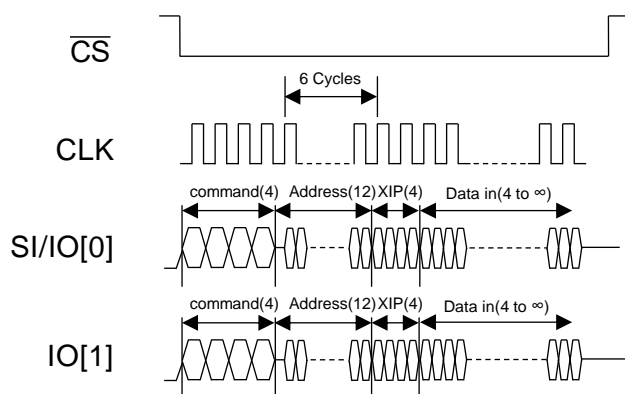 CS
6 Cycles
CLK
command(4) Address(12) XIP(4) Data in(4 to ∞)
SI/IO[0]
command(4) Address(12) XIP(4) Data in(4 to ∞)
IO[1]